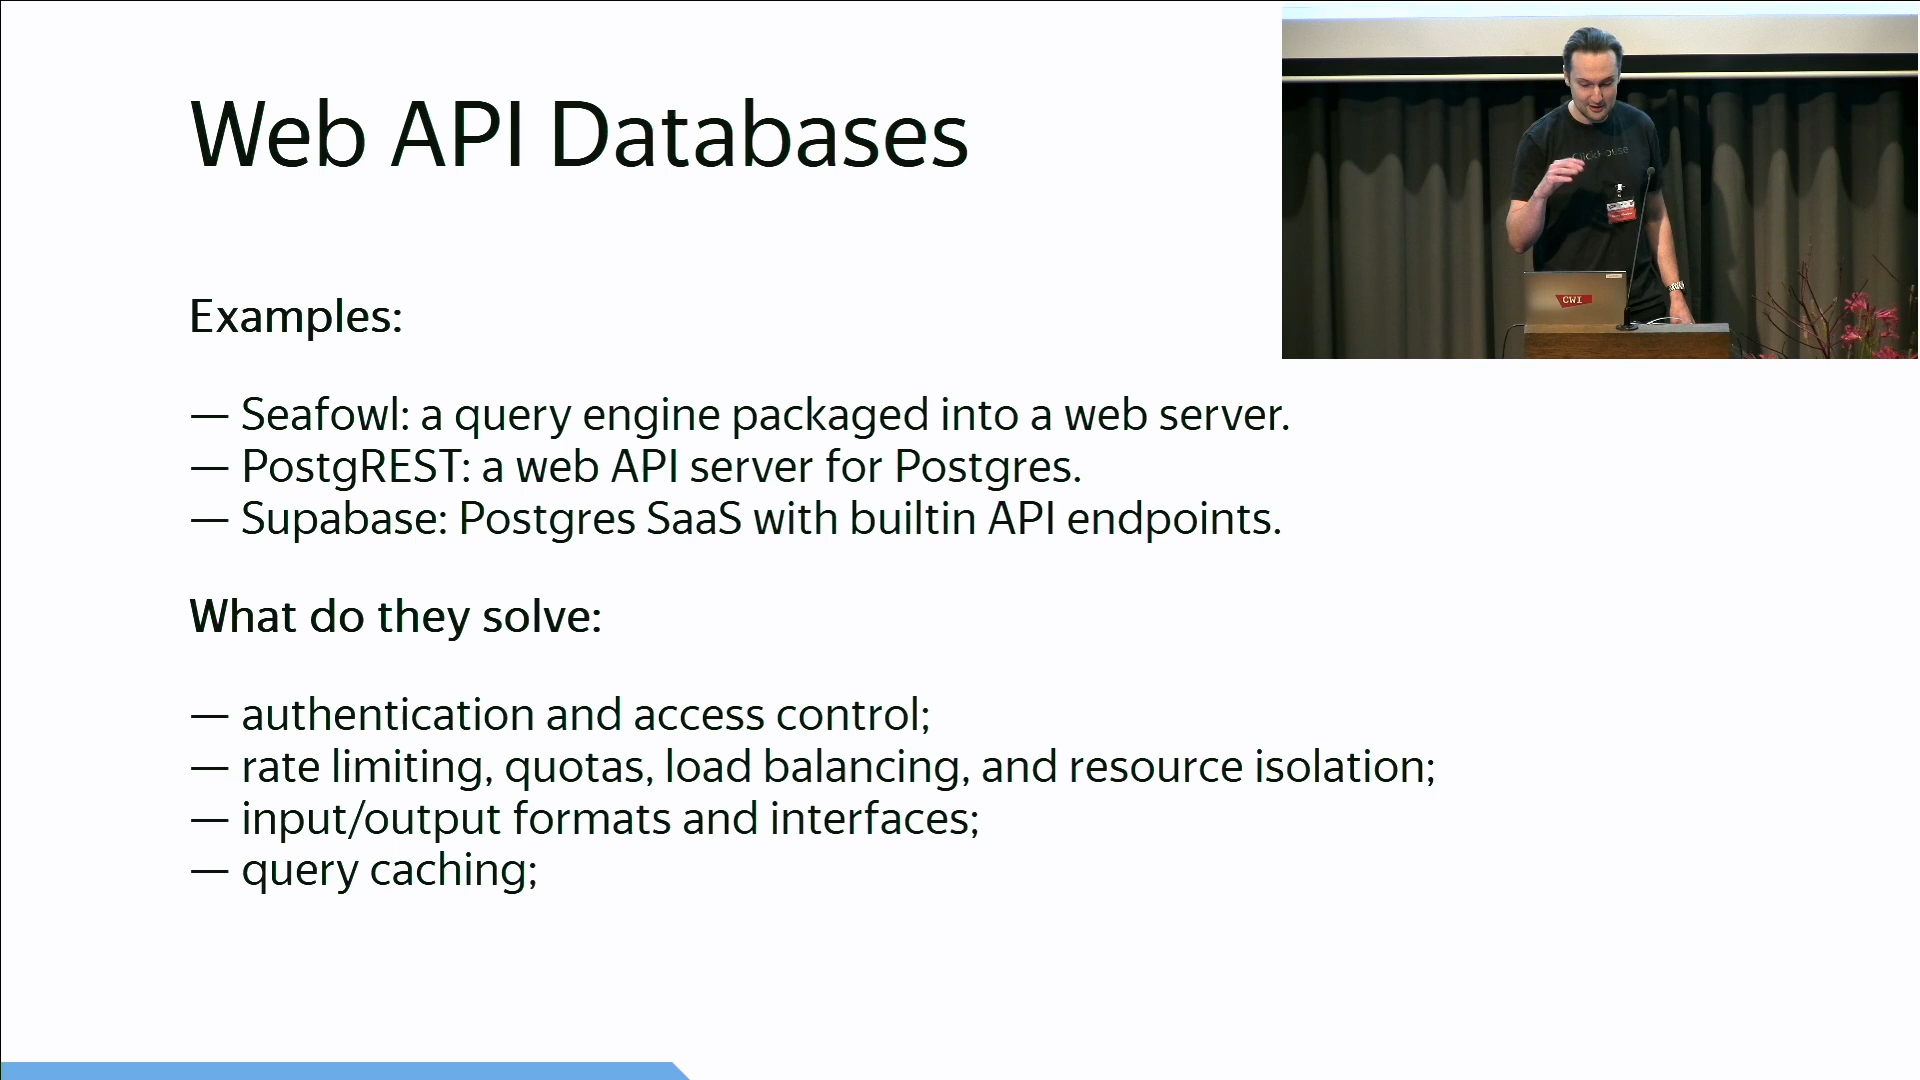 Web API Databases
Examples:
— Seafowl: a query engine packaged into a web server.
— PostgREST: a web API server for Postgres.
— Supabase: Postgres SaaS with builtin API endpoints.
What do they solve:
— authentication and access control;
— rate limiting, quotas, load balancing, and resource isolation;
— input/output formats and interfaces;
— query caching;
ClickHouse
CWI